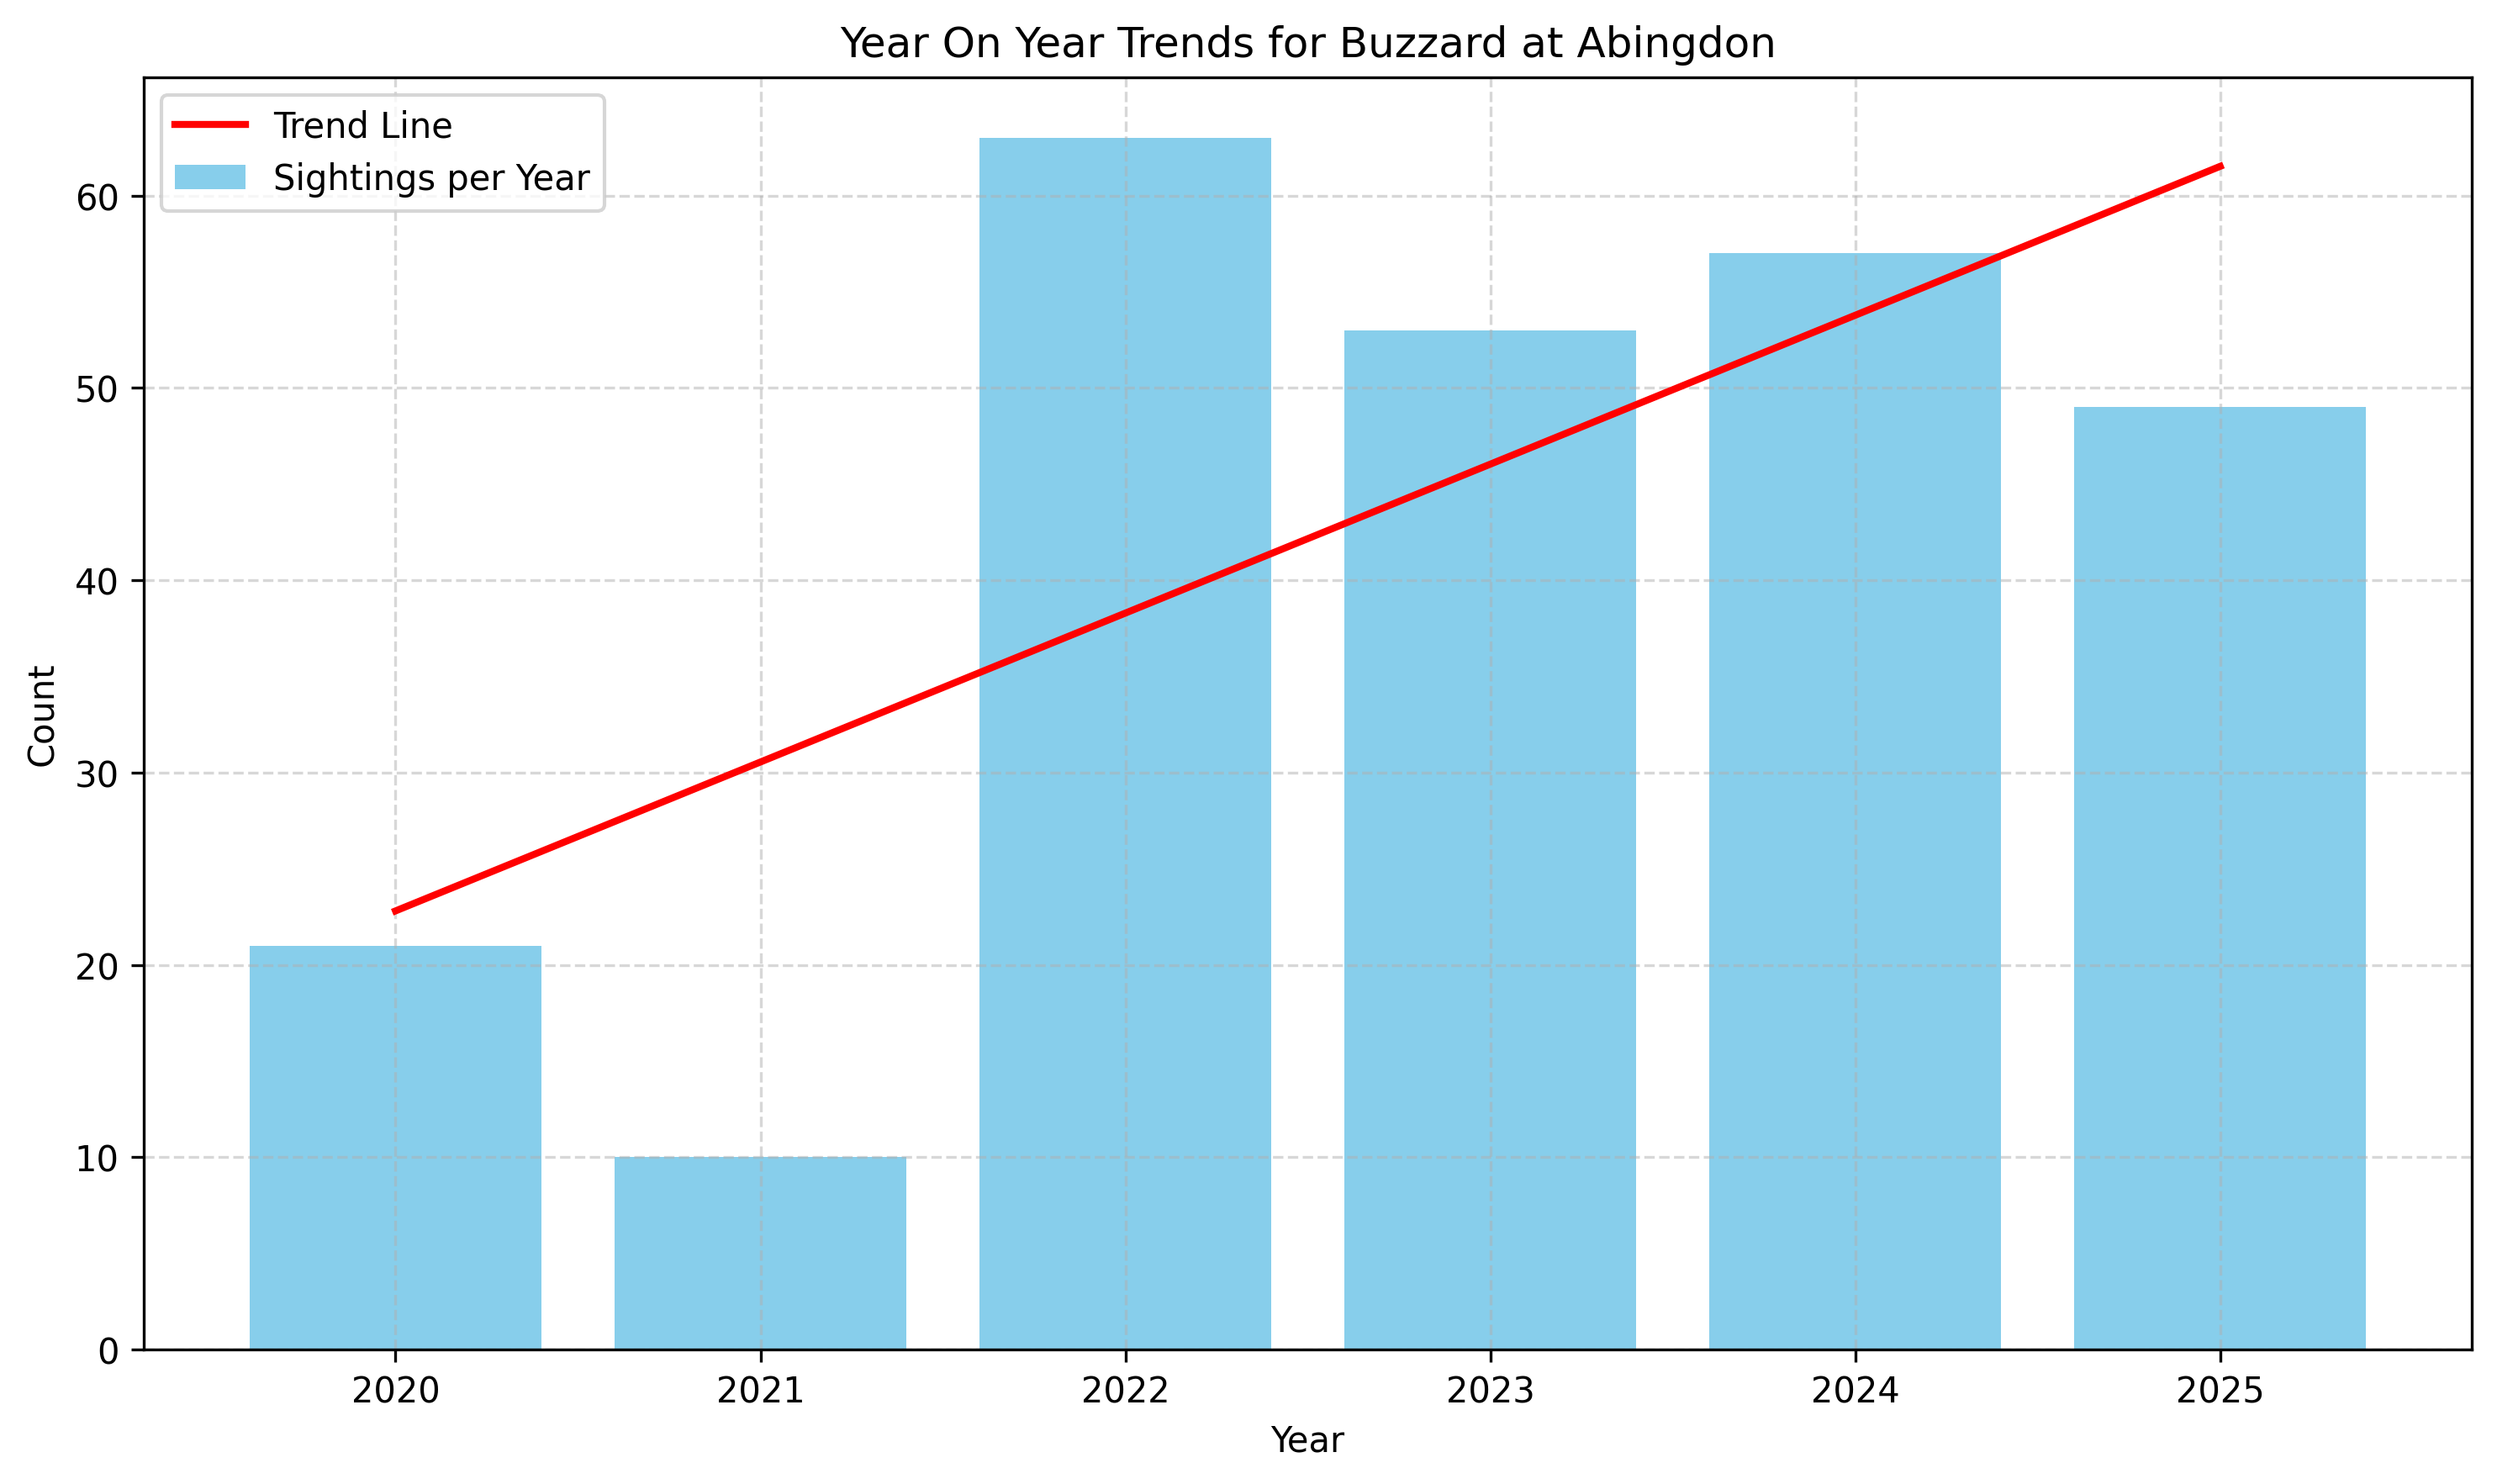 Year On Year Trends for Buzzard at Abingdon
Trend Line
Sightings per Year
60
50
40
30
20
10
0
Count
2020 2021 2022 2023 2024 2025
Year